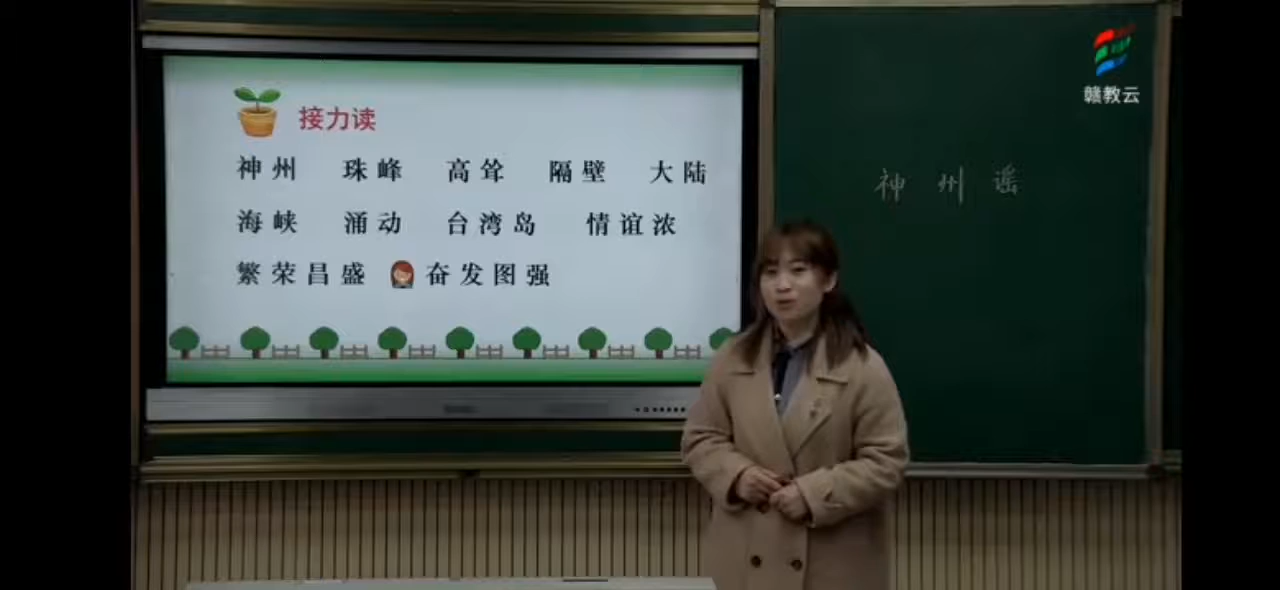 接力读
神州 珠峰 高耸 隔壁 大陆
海峡 涌动 台湾岛 情谊浓
繁荣昌盛 奋发图强
神州谣
赣教云